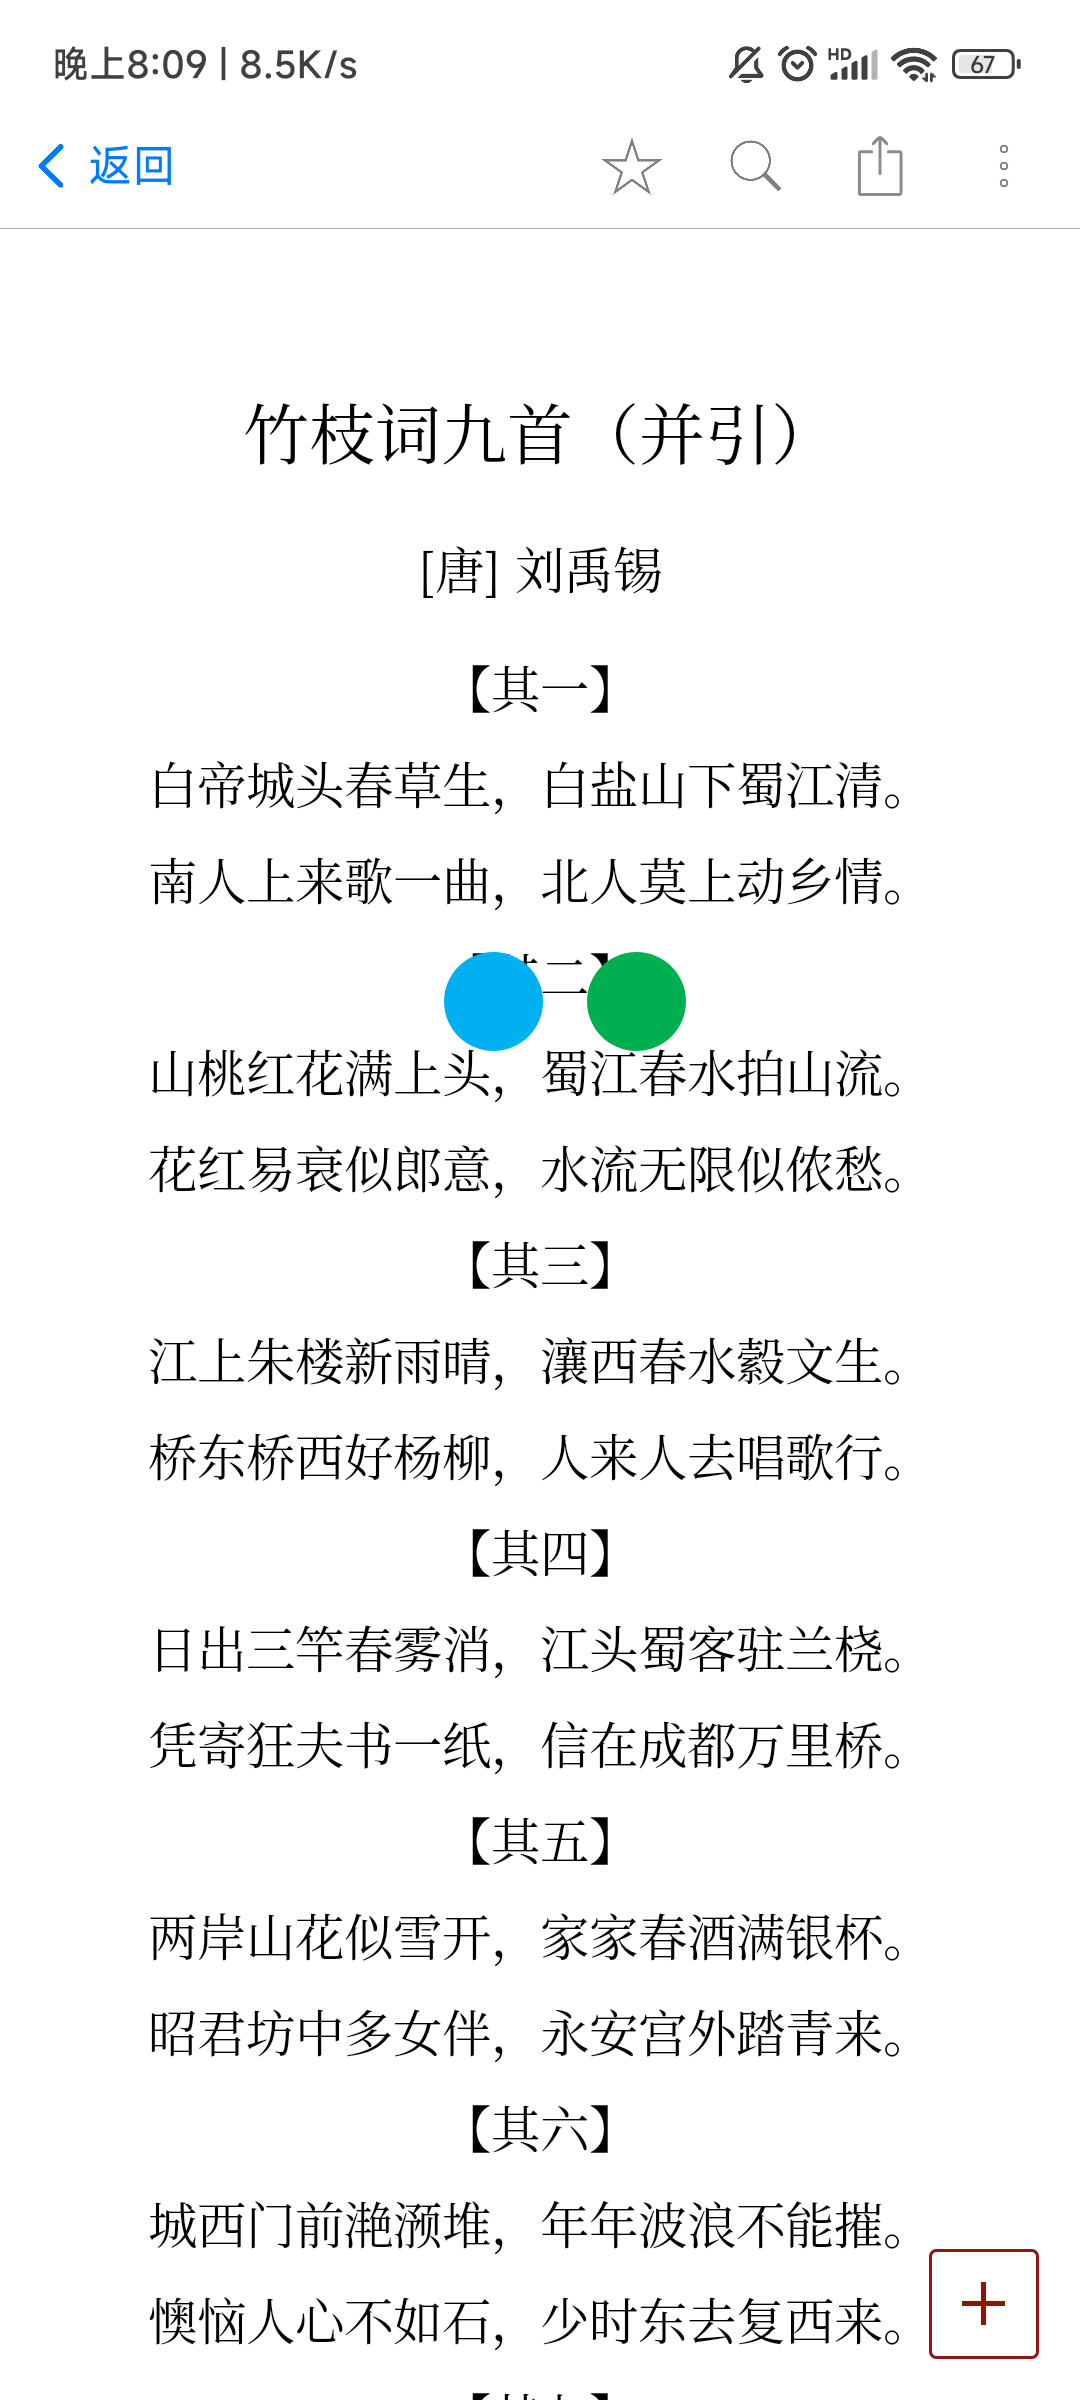 晚上8:09 | 8.5K/s
HD
67
返回
竹枝词九首（并引）
[唐] 刘禹锡
【其一】
白帝城头春草生，白盐山下蜀江清。
南人上来歌一曲，北人莫上动乡情。
二
山桃红花满上头，蜀江春水拍山流。
花红易衰似郎意，水流无限似侬愁。
【其三】
江上朱楼新雨晴，瀼西春水縠文生。
桥东桥西好杨柳，人来人去唱歌行。
【其四】
日出三竿春雾消，江头蜀客驻兰桡。
凭寄狂夫书一纸，信在成都万里桥。
【其五】
两岸山花似雪开，家家春酒满银杯。
昭君坊中多女伴，永安宫外踏青来。
【其六】
城西门前滟滪堆，年年波浪不能摧。
懊恼人心不如石，少时东去复西来。